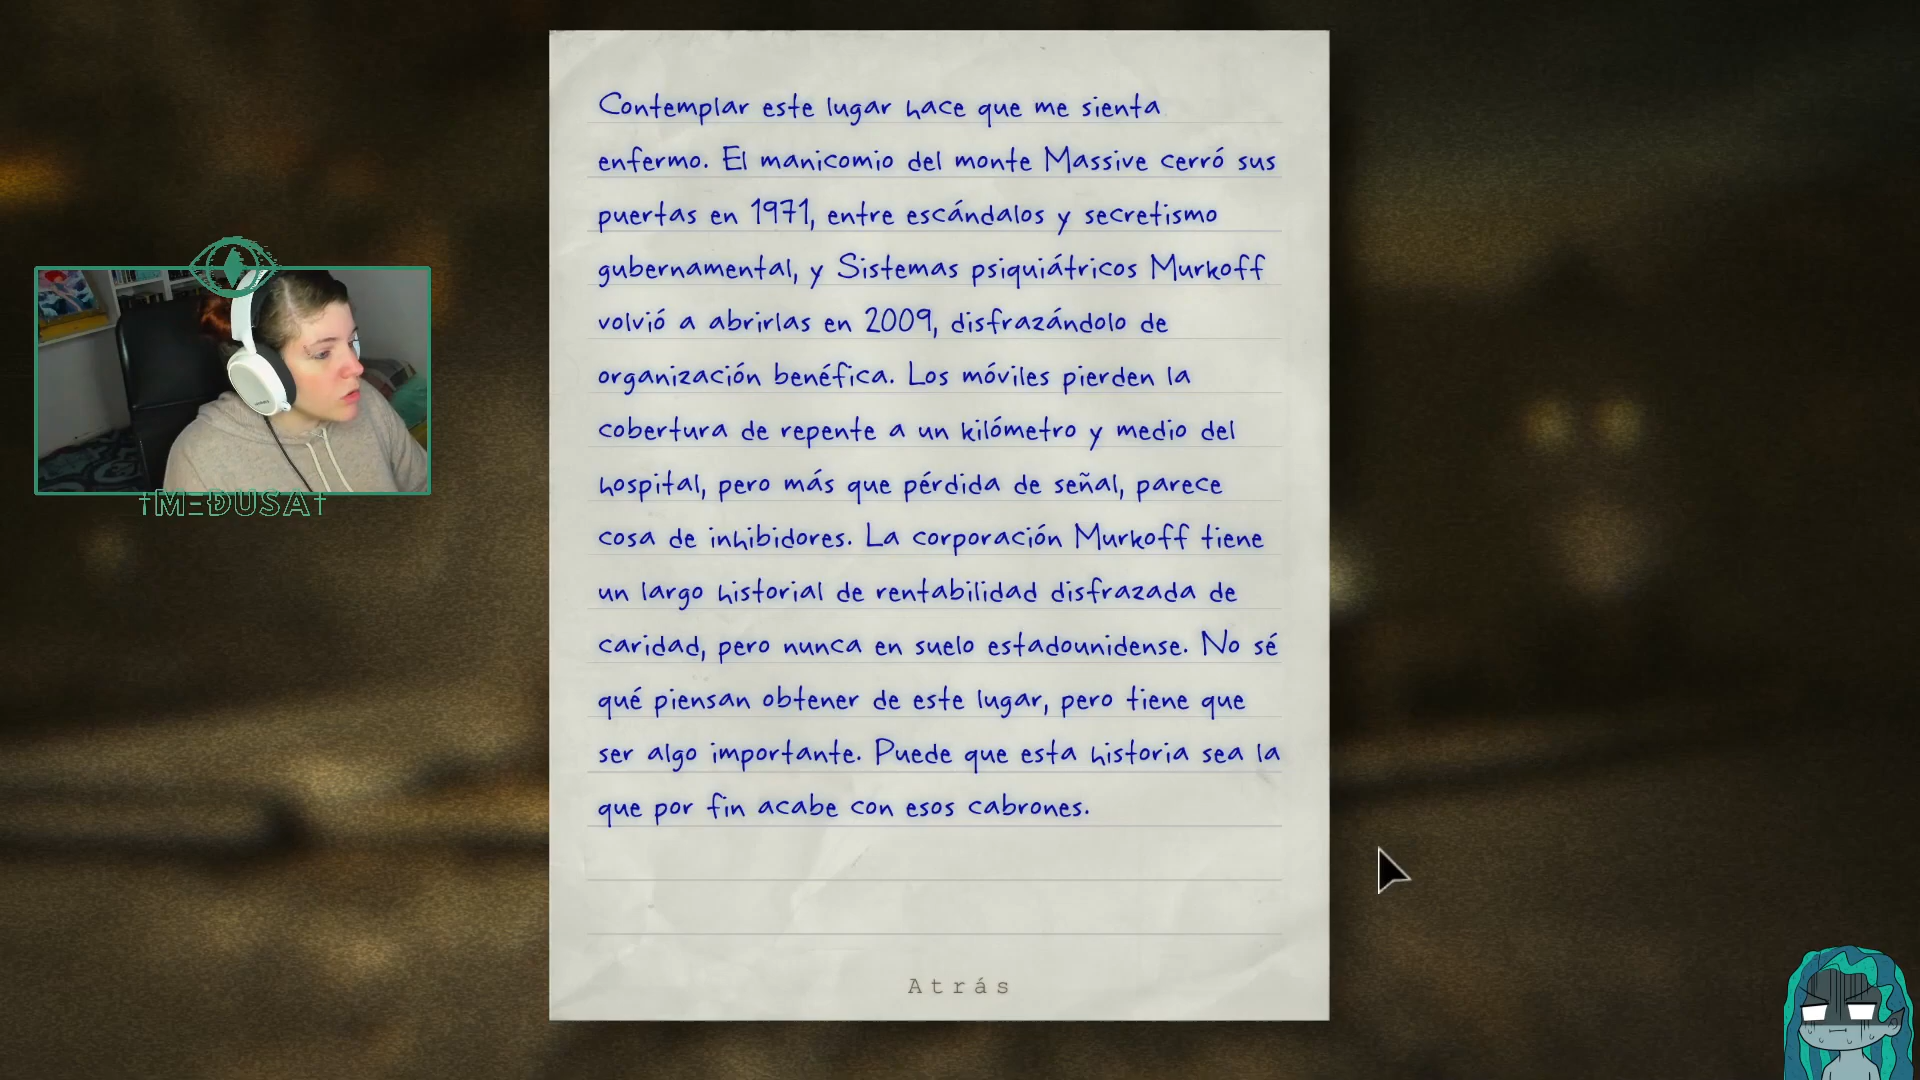 Contemplar este lugar hace que me sienta
enfermo. El manicomio del monte Massive cerró sus
puertas en 1971, entre escándalos y secretismo
gubernamental, y Sistemas psiquiátricos Murkoff
volvió a abrirlas en 2009, disfrazándolo de
organización benéfica. Los móviles pierden la
cobertura de repente a un kilómetro y medio del
hospital, pero más que pérdida de señal, parece
cosa de inhibidores. La corporación Murkoff tiene
un largo historial de rentabilidad disfrazada de
caridad, pero nunca en suelo estadounidense. No sé
qué piensan obtener de este lugar, pero tiene que
ser algo importante. Puede que esta historia sea la
que por fin acabe con esos cabrones.
Atrás
†MΞĐUSA†